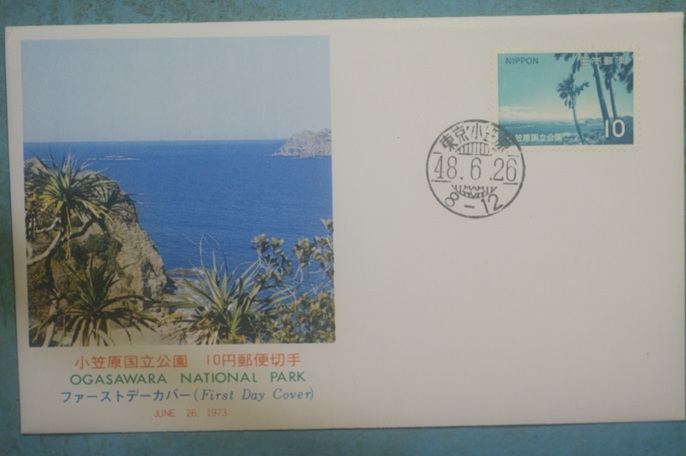 NIPPON 日本郵便
小笠原国立公園 10
東京・小笠原
48.6.26
8-12
小笠原国立公園 10円郵便切手
OGASAWARA NATIONAL PARK
ファーストデーカバー(First Day Cover)
JUNE 26, 1973